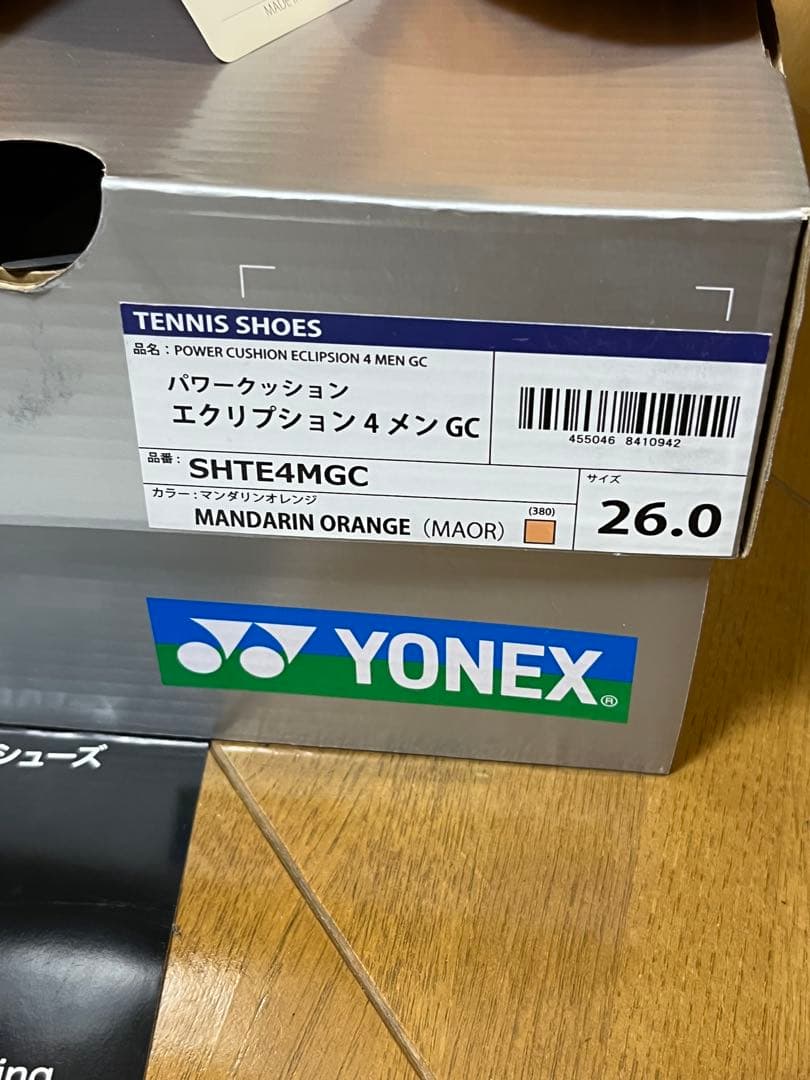 MADE IN
TENNIS SHOES
品名：POWER CUSHION ECLIPSION 4 MEN GC
パワークッション
エクリプション 4 メン GC
455046 8410942
品番：
SHTE4MGC
サイズ
26.0
カラー：マンダリンオレンジ
MANDARIN ORANGE（MAOR）
(380)
YONEX®
シューズ
ing